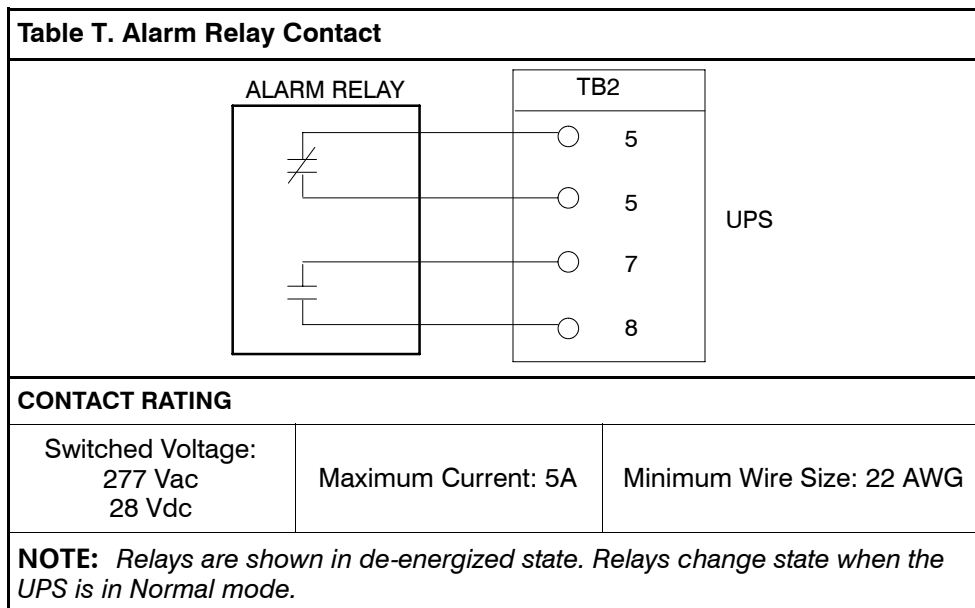 Table T. Alarm Relay Contact
ALARM RELAY
TB2
5
5
UPS
7
8
CONTACT RATING
Switched Voltage:
277 Vac
28 Vdc
Maximum Current: 5A
Minimum Wire Size: 22 AWG
NOTE: Relays are shown in de-energized state. Relays change state when the
UPS is in Normal mode.